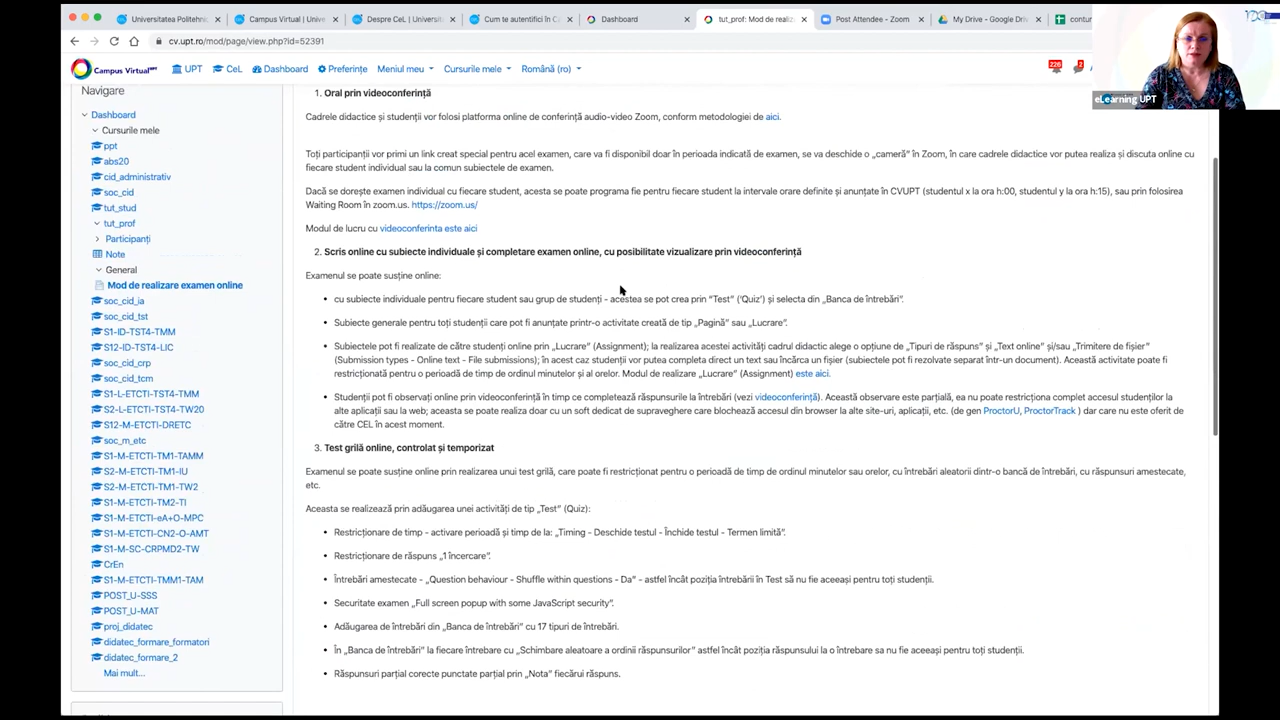 Universitatea Politehnic
Campus Virtual | Unive
Despre CeL | Universit
Cum te autentifici în C
Dashboard
tut_prof: Mod de realiz
Post Attendee - Zoom
My Drive - Google Dri
contur
cv.upt.ro/mod/page/view.php?id=52391
Campus Virtual UPT
UPT
CeL
Dashboard
Preferințe
Meniul meu
Cursurile mele
Română (ro)
eLearning UPT
Navigare
Dashboard
Cursurile mele
ppt
abs20
cid_administrativ
soc_cid
tut_stud
tut_prof
Participanți
Note
General
Mod de realizare examen online
soc_cid_ia
soc_cid_tst
S1-ID-TST4-TMM
S12-ID-TST4-LIC
soc_cid_crp
soc_cid_tcm
S1-L-ETCTI-TST4-TMM
S2-L-ETCTI-TST4-TW20
S12-M-ETCTI-DRETC
soc_m_etc
S1-M-ETCTI-TM1-TAMM
S2-M-ETCTI-TM1-IU
S2-M-ETCTI-TM1-TW2
S1-M-ETCTI-TM2-TI
S1-M-ETCTI-eA+O-MPC
S1-M-ETCTI-CN2-O-AMT
S1-M-SC-CRPMD2-TW
CrEn
S1-M-ETCTI-TMM1-TAM
POST_U-SSS
POST_U-MAT
proj_didatec
didatec_formare_formatori
didatec_formare_2
Mai mult...
1. Oral prin videoconferință
Cadrele didactice și studenții vor folosi platforma online de conferință audio-video Zoom, conform metodologiei de aici.
Toți participanții vor primi un link creat special pentru acel examen, care va fi disponibil doar în perioada indicată de examen, se va deschide o „cameră” în Zoom, în care cadrele didactice vor putea realiza și discuta online cu
fiecare student individual sau la comun subiectele de examen.
Dacă se dorește examen individual cu fiecare student, acesta se poate programa fie pentru fiecare student la intervale orare definite și anunțate în CVUPT (studentul x la ora h:00, studentul y la ora h:15), sau prin folosirea
Waiting Room în zoom.us. https://zoom.us/
Modul de lucru cu videoconferinta este aici
2. Scris online cu subiecte individuale și completare examen online, cu posibilitate vizualizare prin videoconferință
Examenul se poate susține online:
• cu subiecte individuale pentru fiecare student sau grup de studenți - acestea se pot crea prin “Test” (‘Quiz’) și selecta din „Banca de întrebări”.
• Subiecte generale pentru toți studenții care pot fi anunțate printr-o activitate creată de tip „Pagină” sau „Lucrare”.
• Subiectele pot fi realizate de către studenți online prin „Lucrare” (Assignment); la realizarea acestei activități cadrul didactic alege o opțiune de „Tipuri de răspuns” și „Text online” și/sau „Trimitere de fișier”
(Submission types - Online text - File submissions); în acest caz studenții vor putea completa direct un text sau încărca un fișier (subiectele pot fi rezolvate separat într-un document). Această activitate poate fi
restricționată pentru o perioadă de timp de ordinul minutelor și al orelor. Modul de realizare „Lucrare” (Assignment) este aici.
• Studenții pot fi observați online prin videoconferință în timp ce completează răspunsurile la întrebări (vezi videoconferință). Această observare este parțială, ea nu poate restricționa complet accesul studenților la
alte aplicații sau la web; aceasta se poate realiza doar cu un soft dedicat de supraveghere care blochează accesul din browser la alte site-uri, aplicații, etc. (de gen ProctorU, ProctorTrack ) dar care nu este oferit de
către CEL în acest moment.
3. Test grilă online, controlat și temporizat
Examenul se poate susține online prin realizarea unui test grilă, care poate fi restricționat pentru o perioadă de timp de ordinul minutelor sau orelor, cu întrebări aleatorii dintr-o bancă de întrebări, cu răspunsuri amestecate,
etc.
Aceasta se realizează prin adăugarea unei activități de tip „Test” (Quiz):
• Restricționare de timp - activare perioadă și timp de la: „Timing - Deschide testul - Închide testul - Termen limită”.
• Restricționare de răspuns „1 încercare”.
• Întrebări amestecate - „Question behaviour - Shuffle within questions - Da” - astfel încât poziția întrebării în Test să nu fie aceeași pentru toți studenții.
• Securitate examen „Full screen popup with some JavaScript security”.
• Adăugarea de întrebări din „Banca de întrebări” cu 17 tipuri de întrebări.
• În „Banca de întrebări” la fiecare întrebare cu „Schimbare aleatoare a ordinii răspunsurilor” astfel încât poziția răspunsului la o întrebare sa nu fie aceeași pentru toți studenții.
• Răspunsuri parțial corecte punctate parțial prin „Nota” fiecărui răspuns.